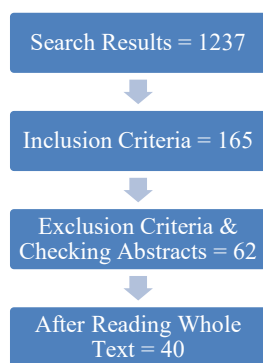 Search Results = 1237
Inclusion Criteria = 165
Exclusion Criteria &
Checking Abstracts = 62
After Reading Whole
Text = 40